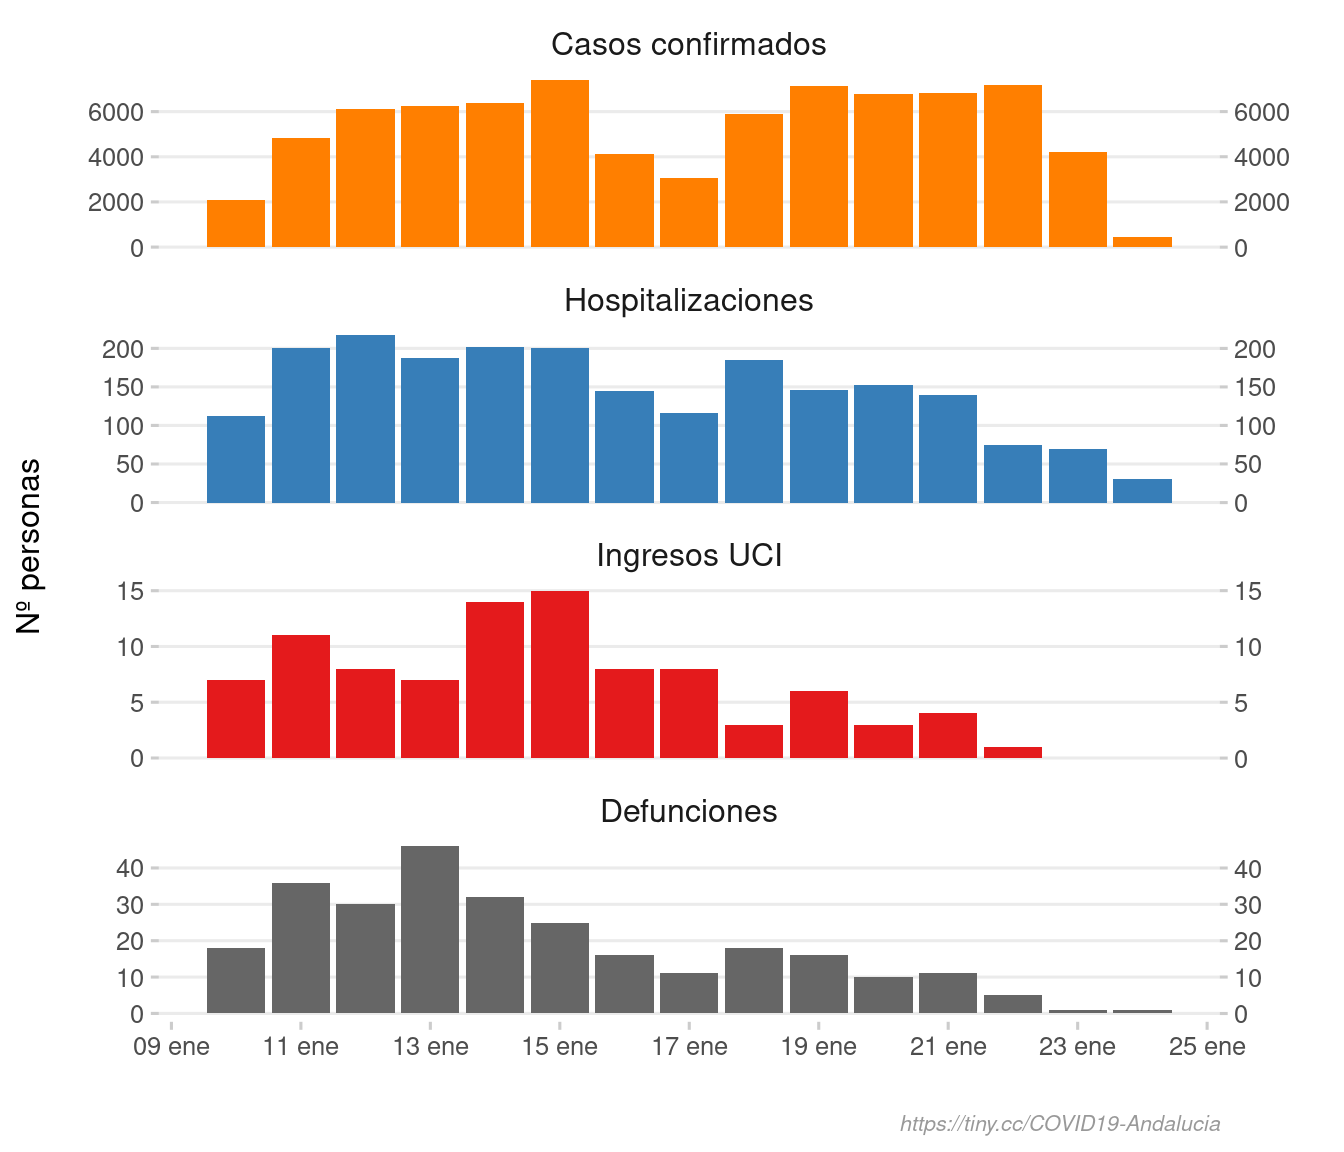 Casos confirmados
6000 6000
4000 4000
2000 2000
0 0
Hospitalizaciones
200 200
150 150
100 100
50 50
0 0
Nº personas
Ingresos UCI
15 15
10 10
5 5
0 0
Defunciones
40 40
30 30
20 20
10 10
0 0
09 ene 11 ene 13 ene 15 ene 17 ene 19 ene 21 ene 23 ene 25 ene
https://tiny.cc/COVID19-Andalucia